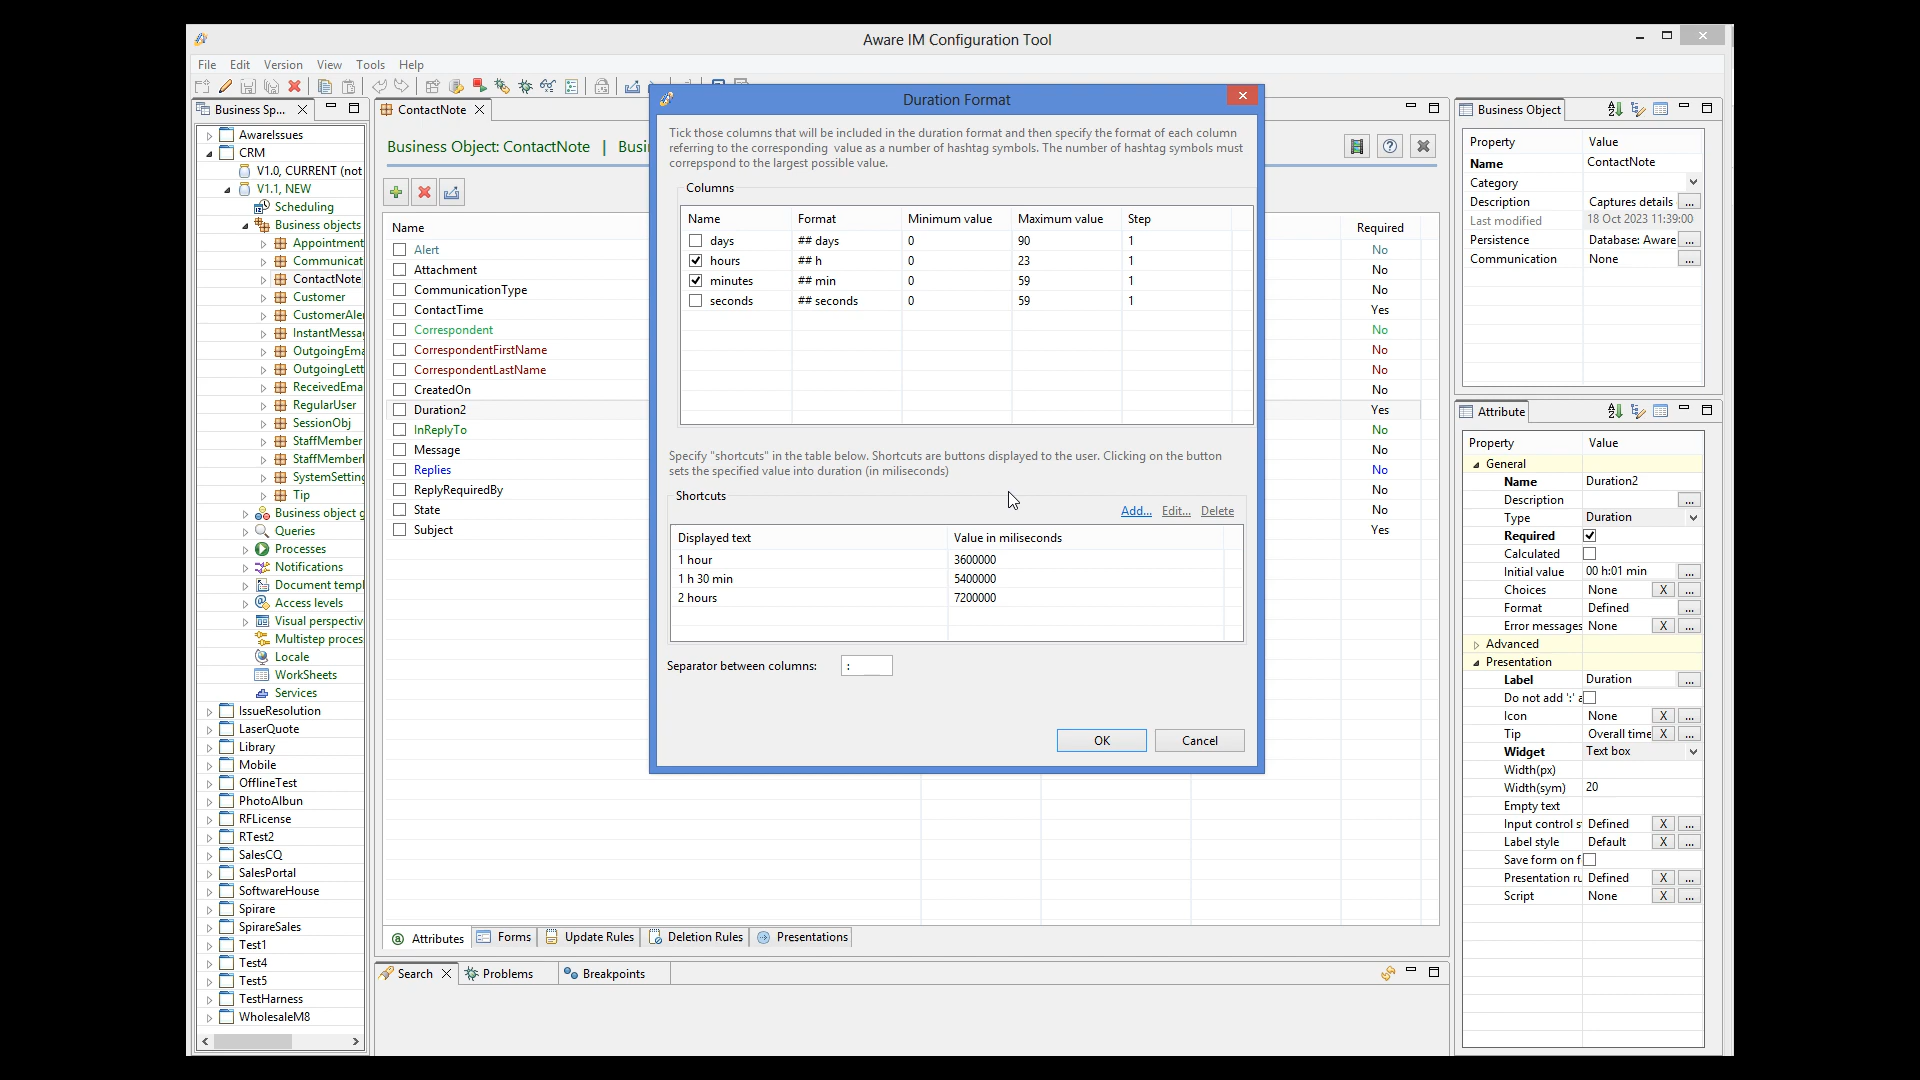 Aware IM Configuration Tool
File Edit Version View Tools Help
Business Sp...
AwareIssues
CRM
V1.0, CURRENT (not
V1.1, NEW
Scheduling
Business objects
Appointment
Communicat
ContactNote
Customer
CustomerAle
InstantMessa
OutgoingEma
OutgoingLett
ReceivedEma
RegularUser
SessionObj
StaffMember
StaffMemberl
SystemSetting
Tip
Business object g
Queries
Processes
Notifications
Document templ
Access levels
Visual perspectiv
Multistep proces
Locale
WorkSheets
Services
IssueResolution
LaserQuote
Library
Mobile
OfflineTest
PhotoAlbun
RFLicense
RTest2
SalesCQ
SalesPortal
SoftwareHouse
Spirare
SpirareSales
Test1
Test4
Test5
TestHarness
WholesaleM8
ContactNote
Business Object: ContactNote | Busi
Name Required
Alert No
Attachment No
CommunicationType No
ContactTime Yes
Correspondent No
CorrespondentFirstName No
CorrespondentLastName No
CreatedOn No
Duration2 Yes
InReplyTo No
Message No
Replies No
ReplyRequiredBy No
State No
Subject Yes
Attributes Forms Update Rules Deletion Rules Presentations
Search Problems Breakpoints
Duration Format
Tick those columns that will be included in the duration format and then specify the format of each column
referring to the corresponding value as a number of hashtag symbols. The number of hashtag symbols must
correpspond to the largest possible value.
Columns
Name Format Minimum value Maximum value Step
days ## days 0 90 1
hours ## h 0 23 1
minutes ## min 0 59 1
seconds ## seconds 0 59 1
Specify "shortcuts" in the table below. Shortcuts are buttons displayed to the user. Clicking on the button
sets the specified value into duration (in miliseconds)
Shortcuts
Add... Edit... Delete
Displayed text Value in miliseconds
1 hour 3600000
1 h 30 min 5400000
2 hours 7200000
Separator between columns: :
OK Cancel
Business Object
Property Value
Name ContactNote
Category
Description Captures details ...
Last modified 18 Oct 2023 11:39:00
Persistence Database: Aware ...
Communication None ...
Attribute
Property Value
General
Name Duration2
Description ...
Type Duration
Required
Calculated
Initial value 00 h:01 min ...
Choices None X ...
Format Defined ...
Error messages None X ...
Advanced
Presentation
Label Duration ...
Do not add ':' a
Icon None X ...
Tip Overall time X ...
Widget Text box
Width(px)
Width(sym) 20
Empty text
Input control st Defined X ...
Label style Default X ...
Save form on f
Presentation ru Defined X ...
Script None X ...